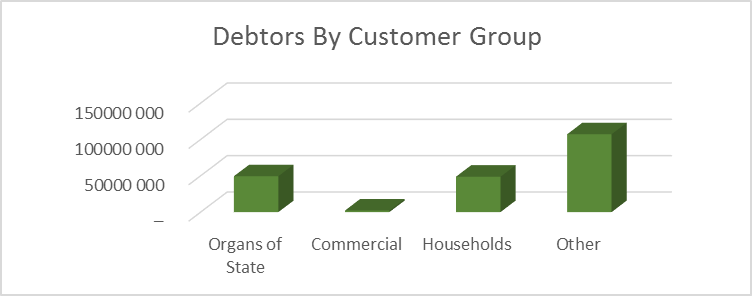 Debtors By Customer Group
150000 000
100000 000
50000 000
–
Organs of
State
Commercial
Households
Other